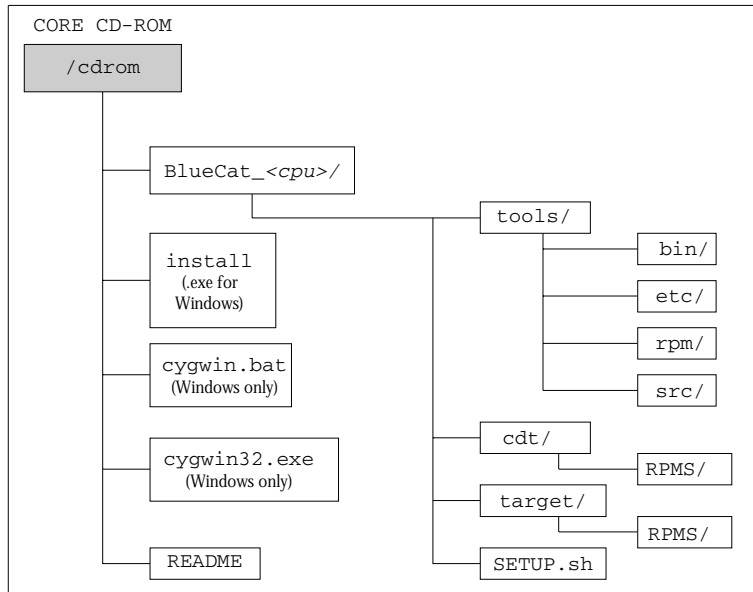 CORE CD-ROM
/cdrom
BlueCat_<cpu>/
tools/
bin/
etc/
rpm/
src/
install
(.exe for
Windows)
cygwin.bat
(Windows only)
cdt/
RPMS/
cygwin32.exe
(Windows only)
target/
RPMS/
README
SETUP.sh